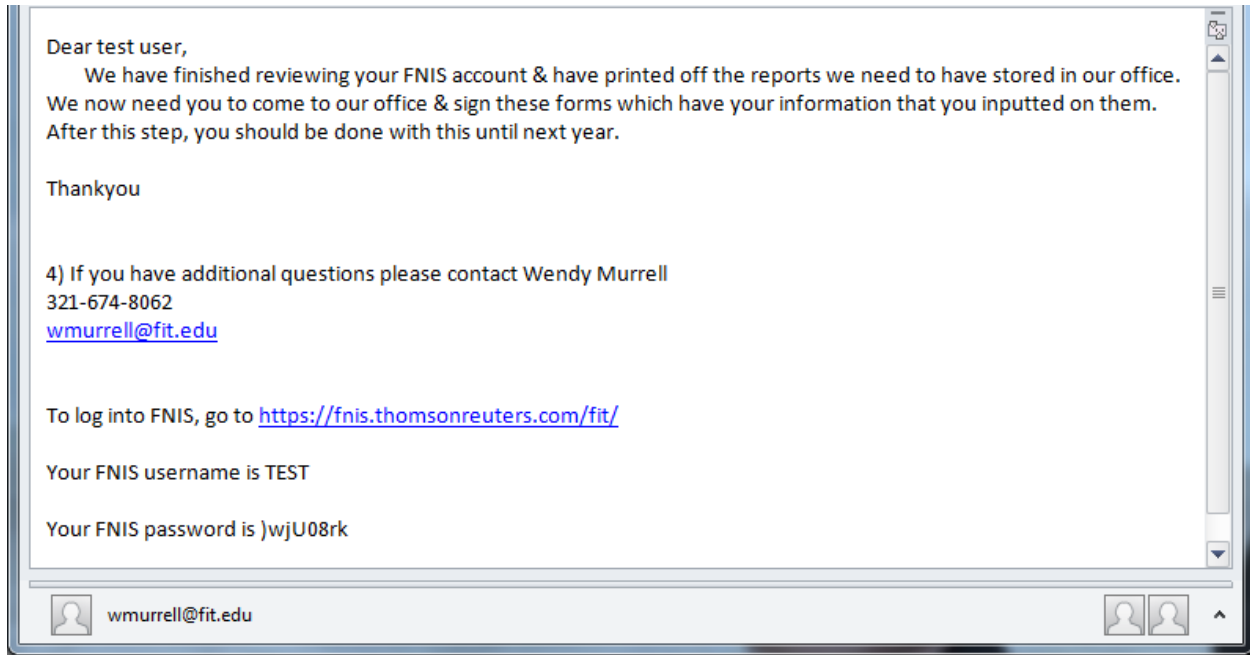 Dear test user,
We have finished reviewing your FNIS account & have printed off the reports we need to have stored in our office.
We now need you to come to our office & sign these forms which have your information that you inputted on them.
After this step, you should be done with this until next year.
Thankyou
4) If you have additional questions please contact Wendy Murrell
321-674-8062
wmurrell@fit.edu
To log into FNIS, go to https://fnis.thomsonreuters.com/fit/
Your FNIS username is TEST
Your FNIS password is )wjU08rk
wmurrell@fit.edu